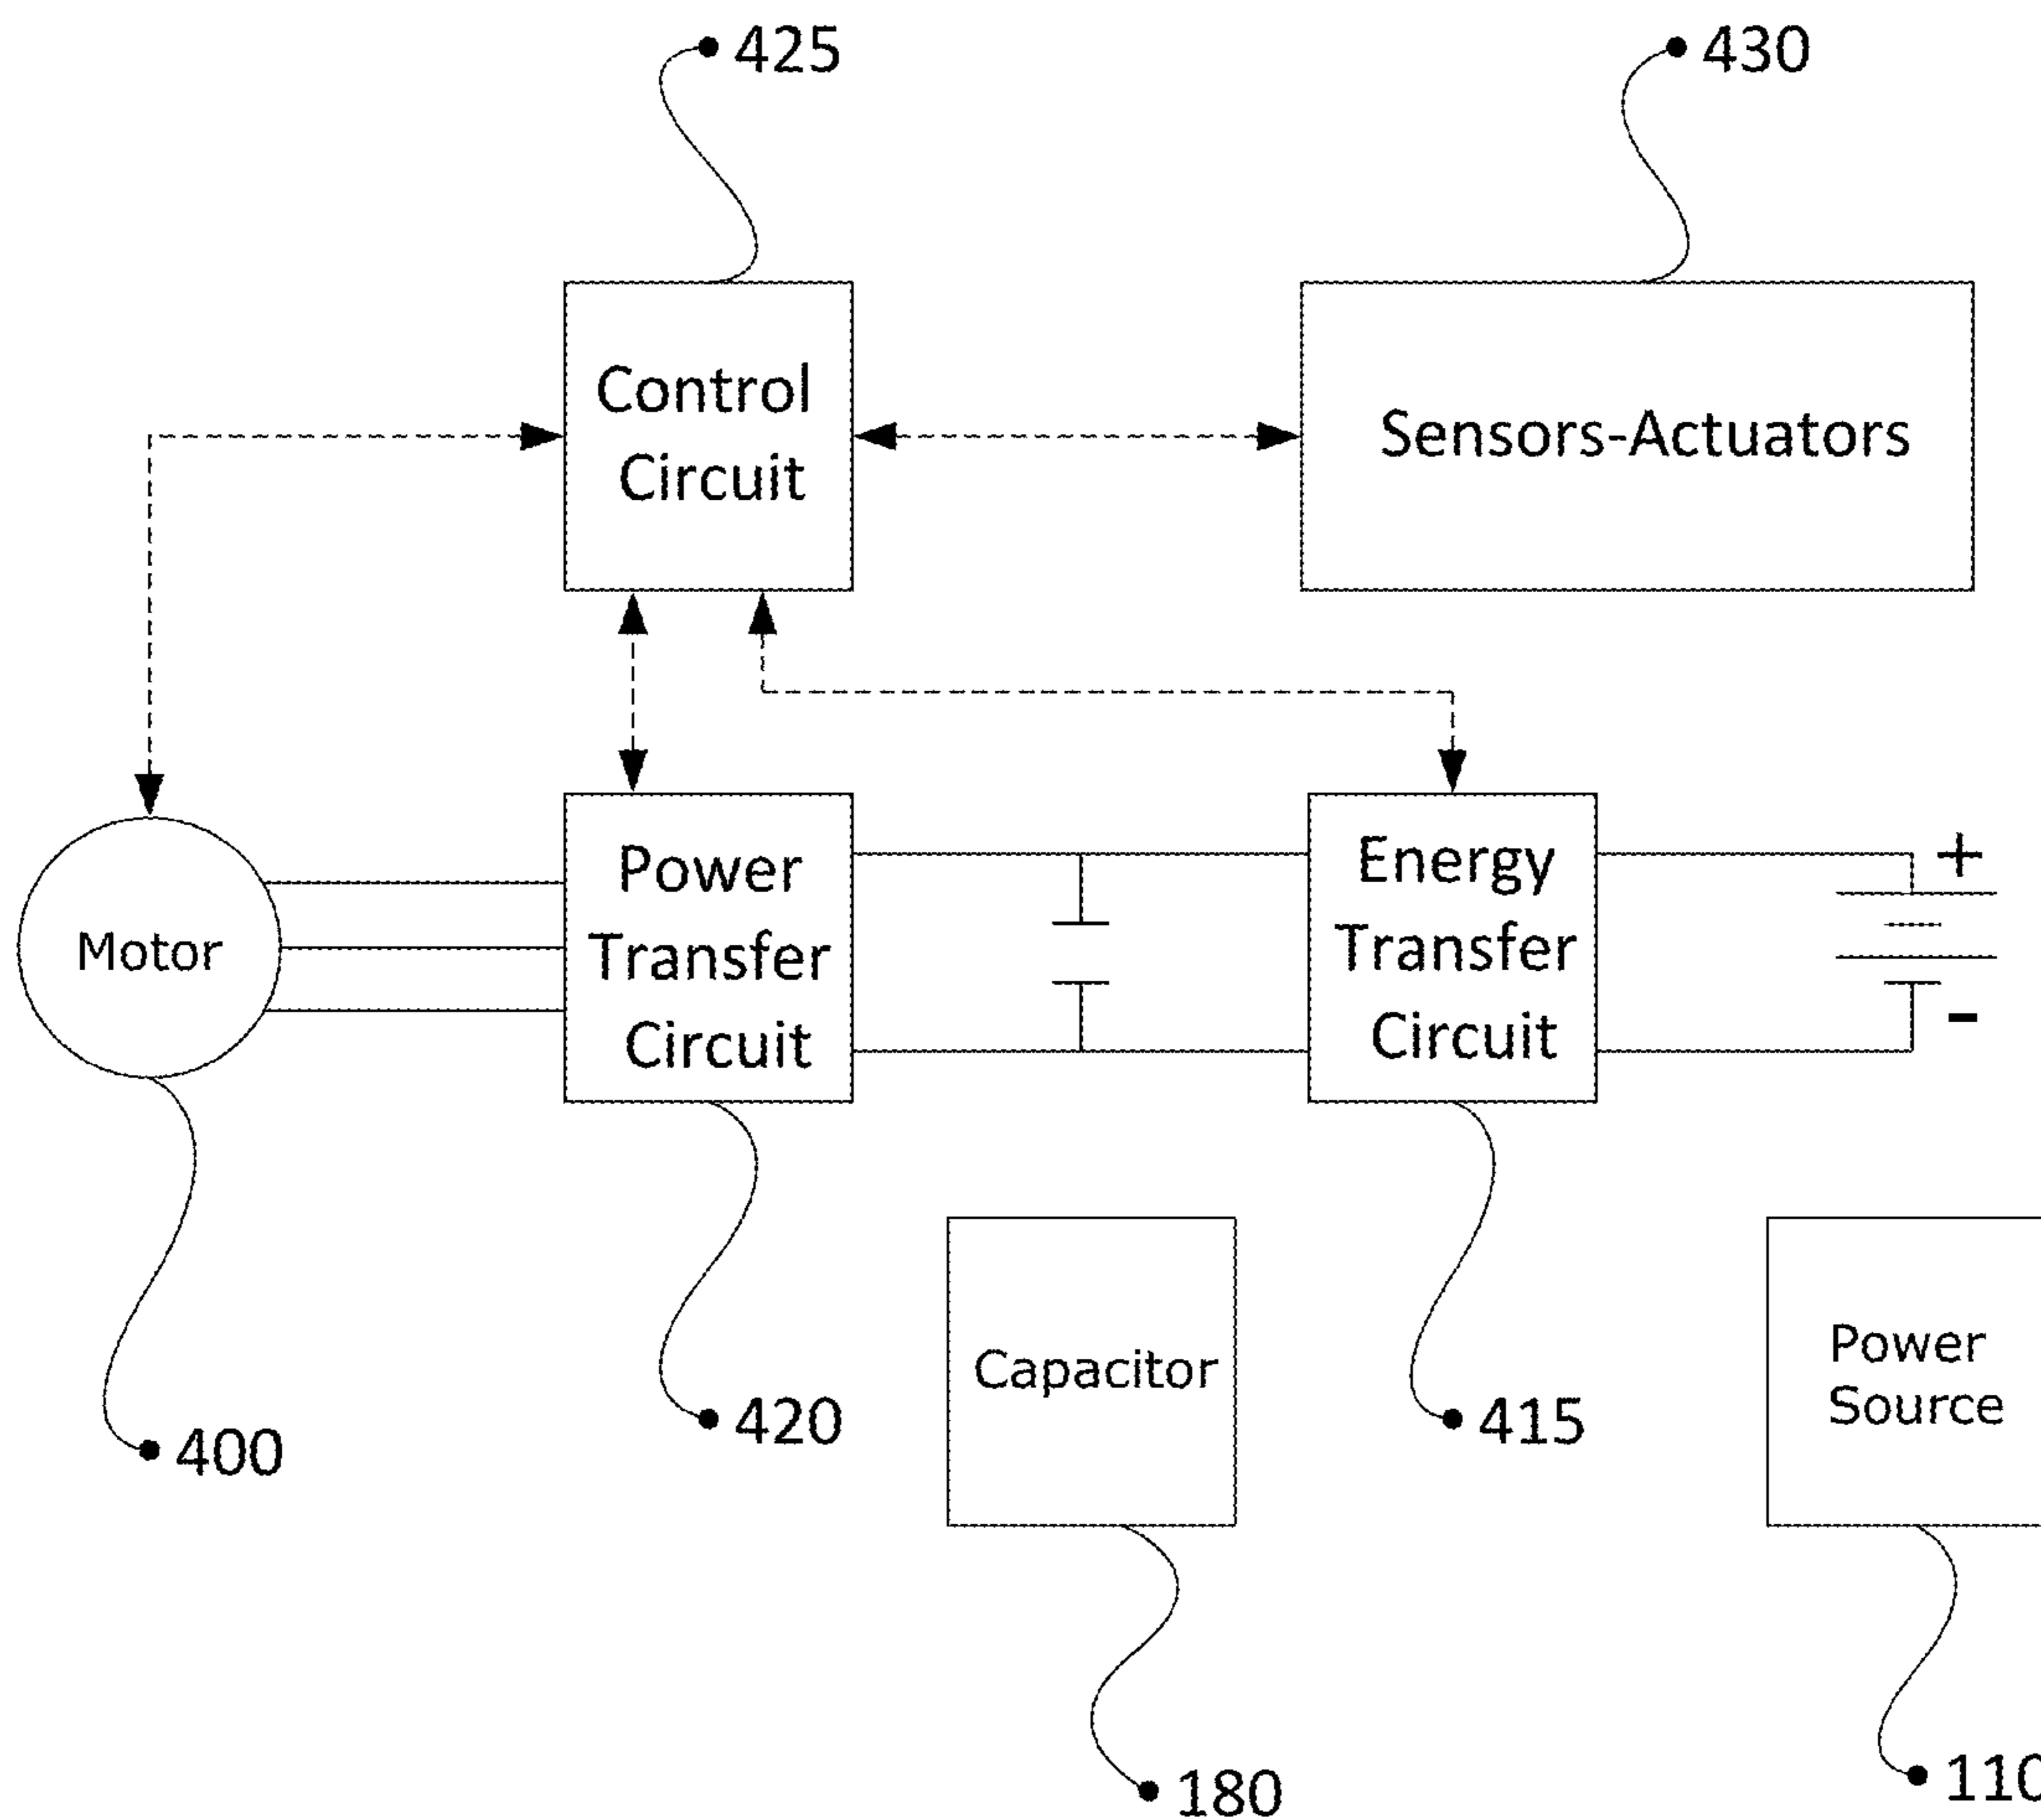 425
430
Control
Circuit
Sensors-Actuators
Motor
Power
Transfer
Circuit
Energy
Transfer
Circuit
+
-
400
420
Capacitor
415
Power
Source
180
110